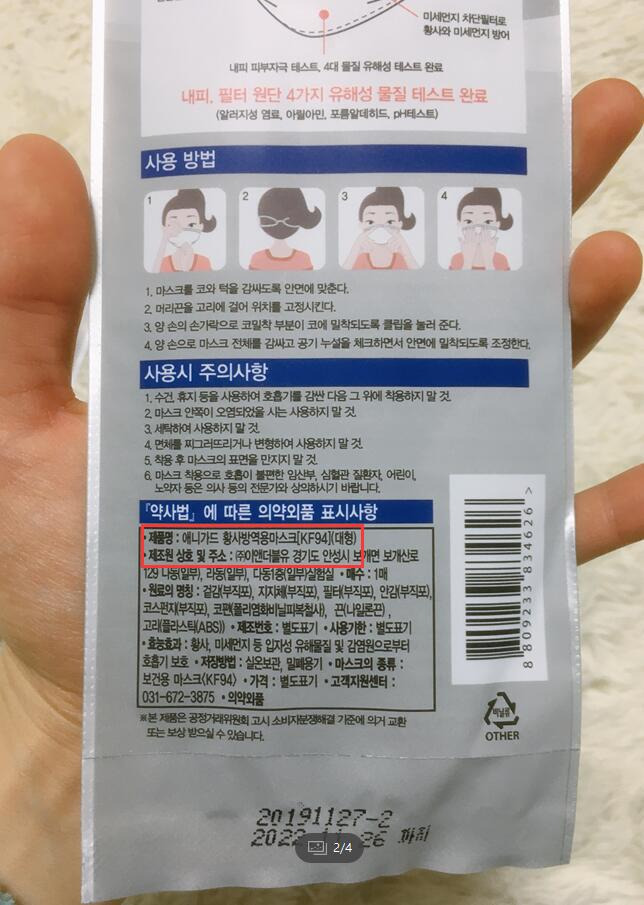 미세먼지 차단필터로
황사와 미세먼지 방어
내피 피부자극 테스트, 4대 물질 유해성 테스트 완료
내피, 필터 원단 4가지 유해성 물질 테스트 완료
(알러지성 염료, 아릴아민, 포름알데히드, pH테스트)
사용 방법
1 2 3 4
1. 마스크를 코와 턱을 감싸도록 안면에 맞춘다.
2. 머리끈을 고리에 걸어 위치를 고정시킨다.
3. 양 손의 손가락으로 코밀착 부분이 코에 밀착되도록 클립을 눌러 준다.
4. 양 손으로 마스크 전체를 감싸고 공기 누설을 체크하면서 안면에 밀착되도록 조정한다.
사용시 주의사항
1. 수건, 휴지 등을 사용하여 호흡기를 감싼 다음 그 위에 착용하지 말 것.
2. 마스크 안쪽이 오염되었을 시는 사용하지 말 것.
3. 세탁하여 사용하지 말 것.
4. 면체를 찌그러뜨리거나 변형하여 사용하지 말 것.
5. 착용 후 마스크의 표면을 만지지 말 것.
6. 마스크 착용으로 호흡이 불편한 임산부, 심혈관 질환자, 어린이,
노약자 등은 의사 등의 전문가와 상의하시기 바랍니다.
『약사법』에 따른 의약외품 표시사항
• 제품명 : 애니가드 황사방역용마스크[KF94](대형)
• 제조원 상호 및 주소 : ㈜이앤더블유 경기도 안성시 보개면 보개산로
129 나동(일부), 라동(일부), 다동1층(일부)실험실 • 매수 : 1매
• 원료의 명칭 : 겉감(부직포), 지지체(부직포), 필터(부직포), 안감(부직포),
코스펀지(부직포), 코편(폴리염화비닐피복철사), 끈(나일론끈),
고리(플라스틱(ABS)) • 제조번호 : 별도표기 • 사용기한 : 별도표기
• 효능효과 : 황사, 미세먼지 등 입자성 유해물질 및 감염원으로부터
호흡기 보호 • 저장방법 : 실온보관, 밀폐용기 • 마스크의 종류 :
보건용 마스크〈KF94〉 • 가격 : 별도표기 • 고객지원센터 :
031-672-3875 • 의약외품
※본 제품은 공정거래위원회 고시 소비자분쟁해결 기준에 의거 교환
또는 보상 받으실 수 있습니다.
8 809233 834626 >
비닐류
OTHER
20191127-2
2022 26 까지
2/4